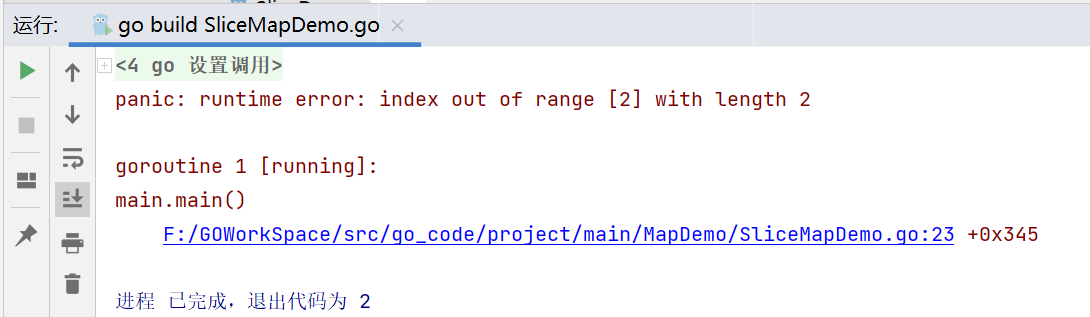 运行: go build SliceMapDemo.go
<4 go 设置调用>
panic: runtime error: index out of range [2] with length 2
goroutine 1 [running]:
main.main()
F:/GOWorkSpace/src/go_code/project/main/MapDemo/SliceMapDemo.go:23 +0x345
进程 已完成，退出代码为 2